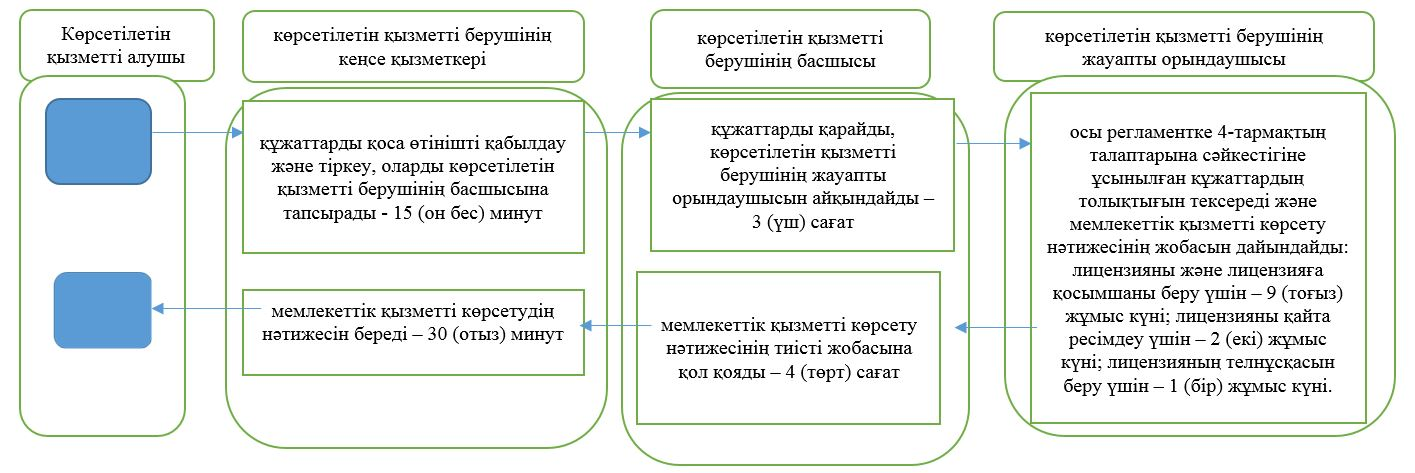 Көрсетілетін
қызметті алушы
көрсетілетін қызметті берушінің
кеңсе қызметкері
көрсетілетін қызметті
берушінің басшысы
көрсетілетін қызметті берушінің
жауапты орындаушысы
құжаттарды қоса өтінішті қабылдау
және тіркеу, оларды көрсетілетін
қызметті берушінің басшысына
тапсырады - 15 (он бес) минут
құжаттарды қарайды,
көрсетілетін қызметті
берушінің жауапты
орындаушысын айқындайды –
3 (үш) сағат
осы регламентке 4-тармақтың
талаптарына сәйкестігіне
ұсынылған құжаттардың
толықтығын тексереді және
мемлекеттік қызметті көрсету
нәтижесінің жобасын дайындайды:
лицензияны және лицензияға
қосымшаны беру үшін – 9 (тоғыз)
жұмыс күні; лицензияны қайта
ресімдеу үшін – 2 (екі) жұмыс
күні; лицензияның телнұсқасын
беру үшін – 1 (бір) жұмыс күні.
мемлекеттік қызметті көрсетудің
нәтижесін береді – 30 (отыз) минут
мемлекеттік қызметті көрсету
нәтижесінің тиісті жобасына
қол қояды – 4 (төрт) сағат